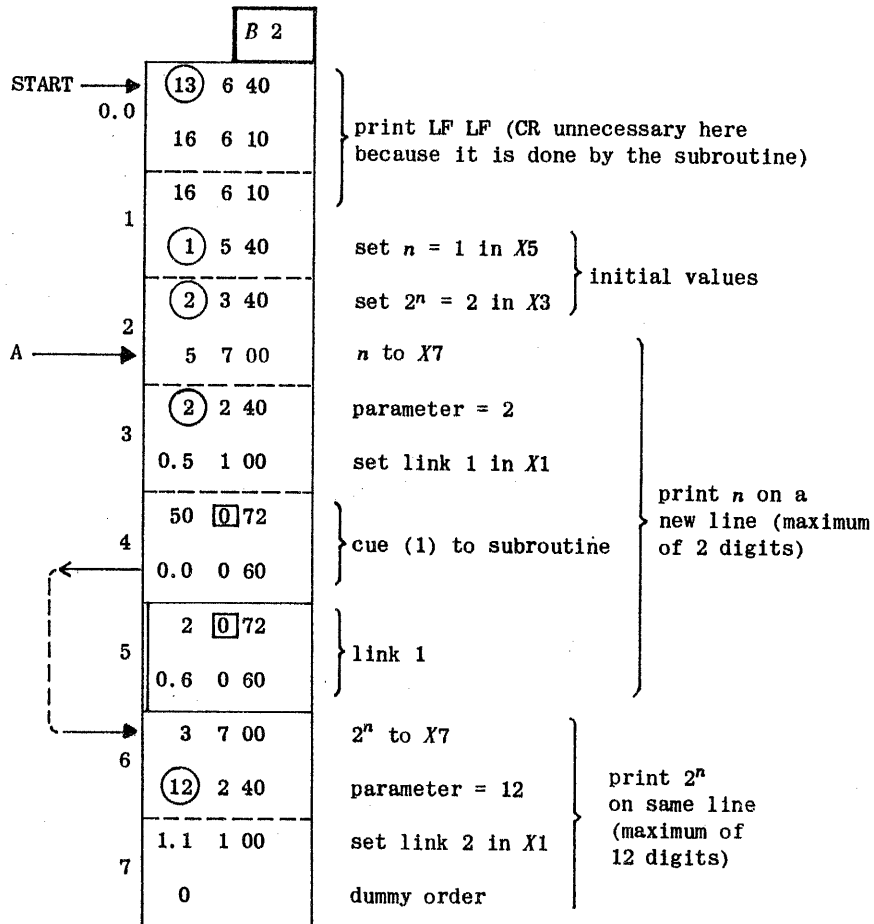 B 2
START 13 6 40
0.0
16 6 10
print LF LF (CR unnecessary here
because it is done by the subroutine)
16 6 10
1
1 5 40 set n = 1 in X5
initial values
2 3 40 set 2ⁿ = 2 in X3
2
A 5 7 00 n to X7
2 2 40 parameter = 2
3
0.5 1 00 set link 1 in X1
print n on a
new line (maximum
of 2 digits)
50 0 72
4
cue (1) to subroutine
0.0 0 60
2 0 72
5
link 1
0.6 0 60
3 7 00 2ⁿ to X7
6
12 2 40 parameter = 12
print 2ⁿ
on same line
(maximum of
12 digits)
1.1 1 00 set link 2 in X1
7
0 dummy order